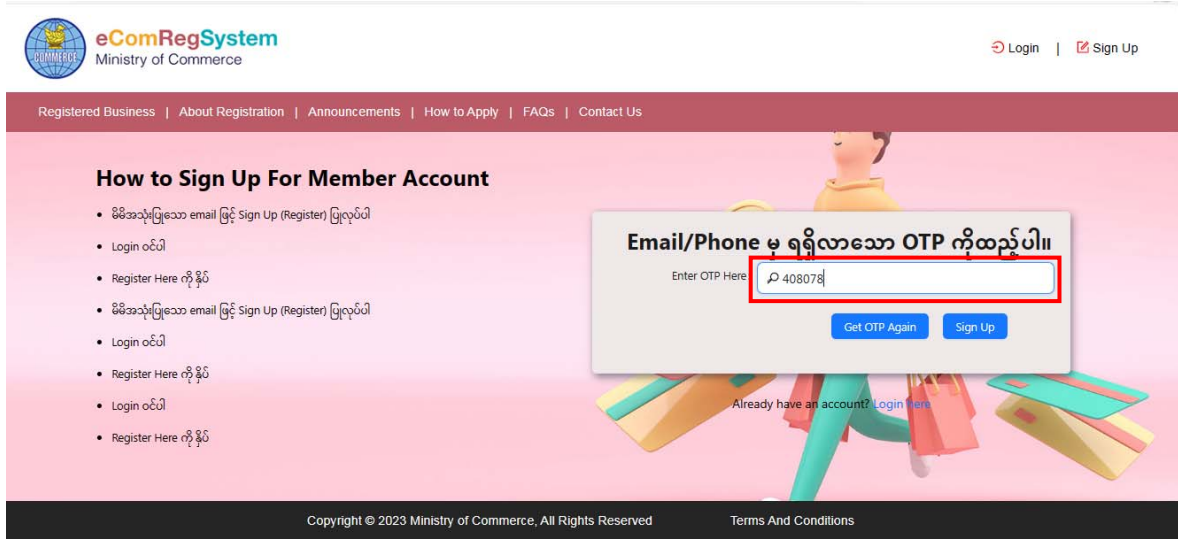 eComRegSystem
Ministry of Commerce
COMMERCE
Login | Sign Up
Registered Business | About Registration | Announcements | How to Apply | FAQs | Contact Us
How to Sign Up For Member Account
• မိမိအသုံးပြုသော email ဖြင့် Sign Up (Register) ပြုလုပ်ပါ
• Login ဝင်ပါ
• Register Here ကို နှိပ်
• မိမိအသုံးပြုသော email ဖြင့် Sign Up (Register) ပြုလုပ်ပါ
• Login ဝင်ပါ
• Register Here ကို နှိပ်
• Login ဝင်ပါ
• Register Here ကို နှိပ်
Email/Phone မှ ရရှိလာသော OTP ကိုထည့်ပါ။
Enter OTP Here:
408078
Get OTP Again
Sign Up
Already have an account? Login here
Copyright © 2023 Ministry of Commerce, All Rights Reserved
Terms And Conditions